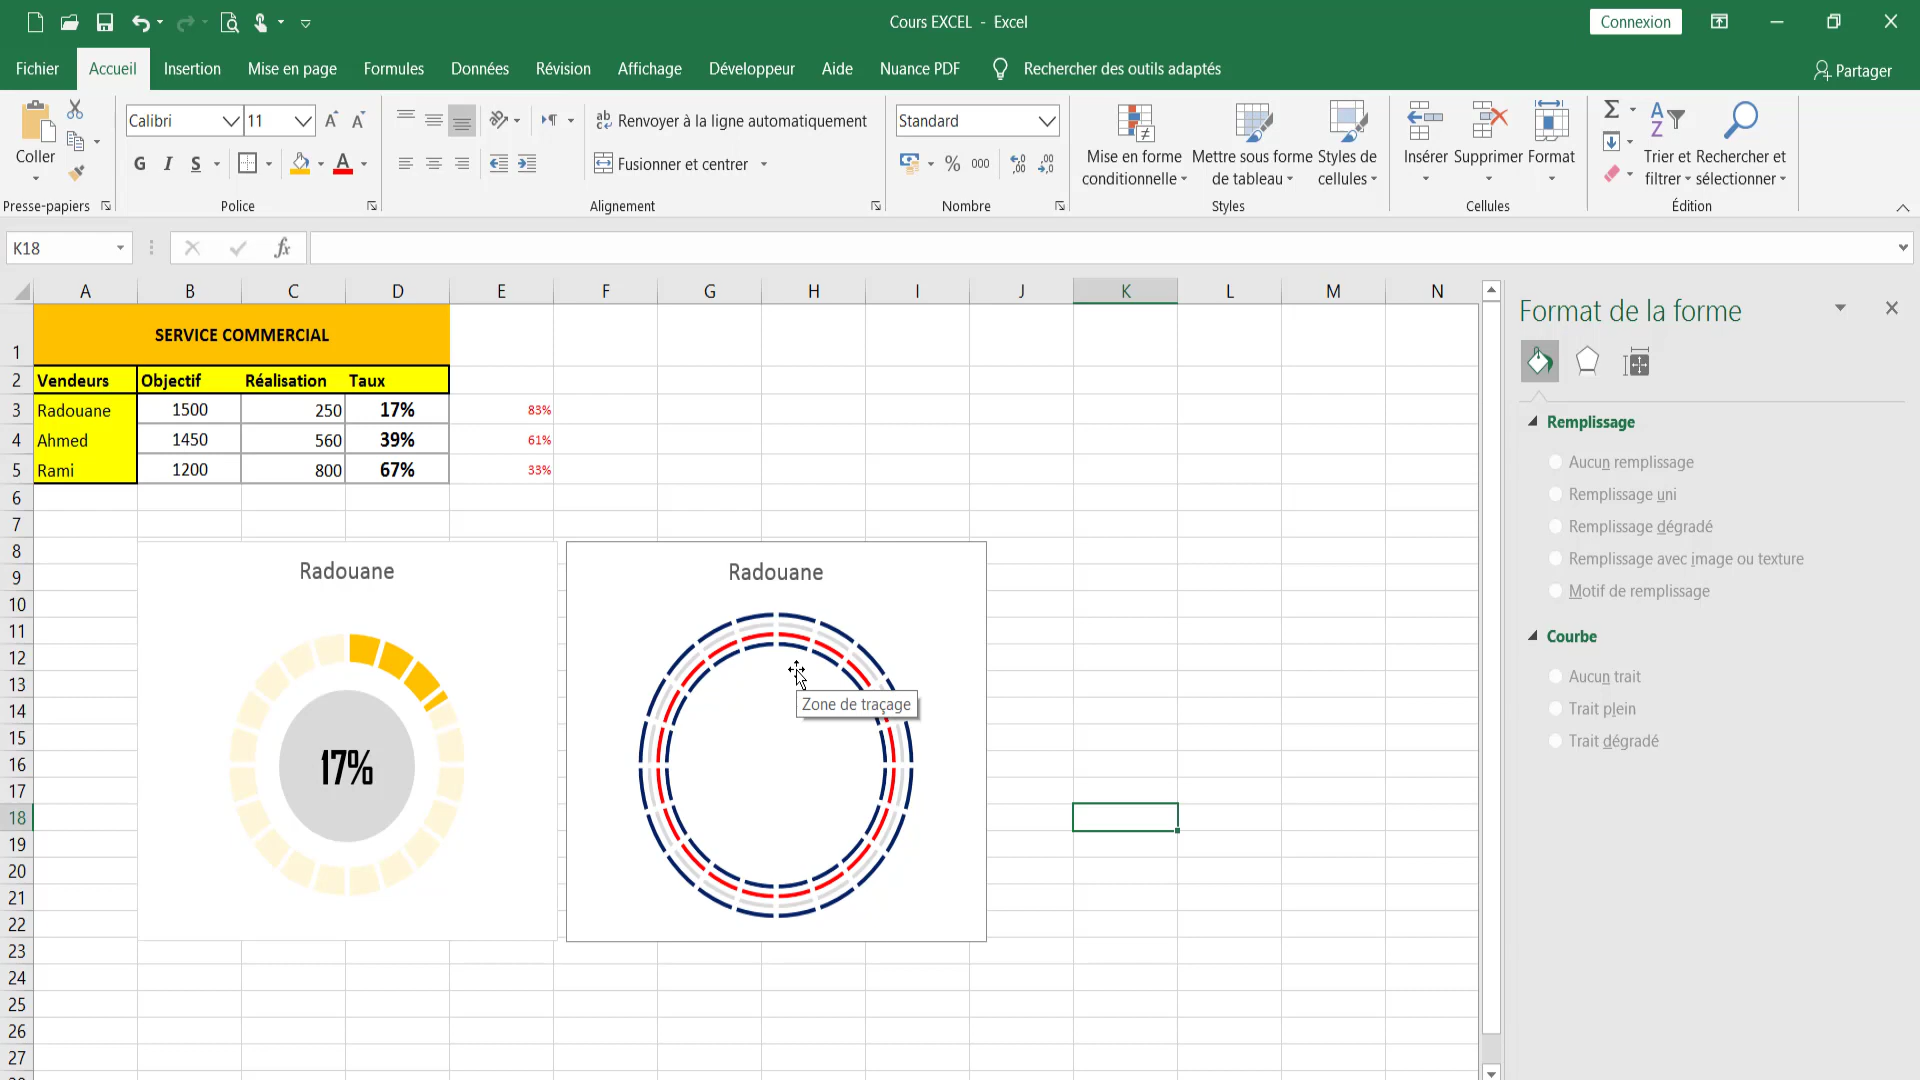 Cours EXCEL - Excel
Connexion
Fichier Accueil Insertion Mise en page Formules Données Révision Affichage Développeur Aide Nuance PDF Rechercher des outils adaptés Partager
Coller
Presse-papiers
Calibri 11
G I S A
Police
Renvoyer à la ligne automatiquement
Fusionner et centrer
Alignement
Standard
% 000
Nombre
Mise en forme conditionnelle
Mettre sous forme de tableau
Styles de cellules
Styles
Insérer Supprimer Format
Cellules
Trier et filtrer
Rechercher et sélectionner
Édition
K18 fx
A B C D E F G H I J K L M N
1 SERVICE COMMERCIAL
2 Vendeurs Objectif Réalisation Taux
3 Radouane 1500 250 17% 83%
4 Ahmed 1450 560 39% 61%
5 Rami 1200 800 67% 33%
6
7
8
9
10
11
12
13
14
15
16
17
18
19
20
21
22
23
24
25
26
27
Radouane
17%
Radouane
Zone de traçage
Format de la forme
Remplissage
Aucun remplissage
Remplissage uni
Remplissage dégradé
Remplissage avec image ou texture
Motif de remplissage
Courbe
Aucun trait
Trait plein
Trait dégradé